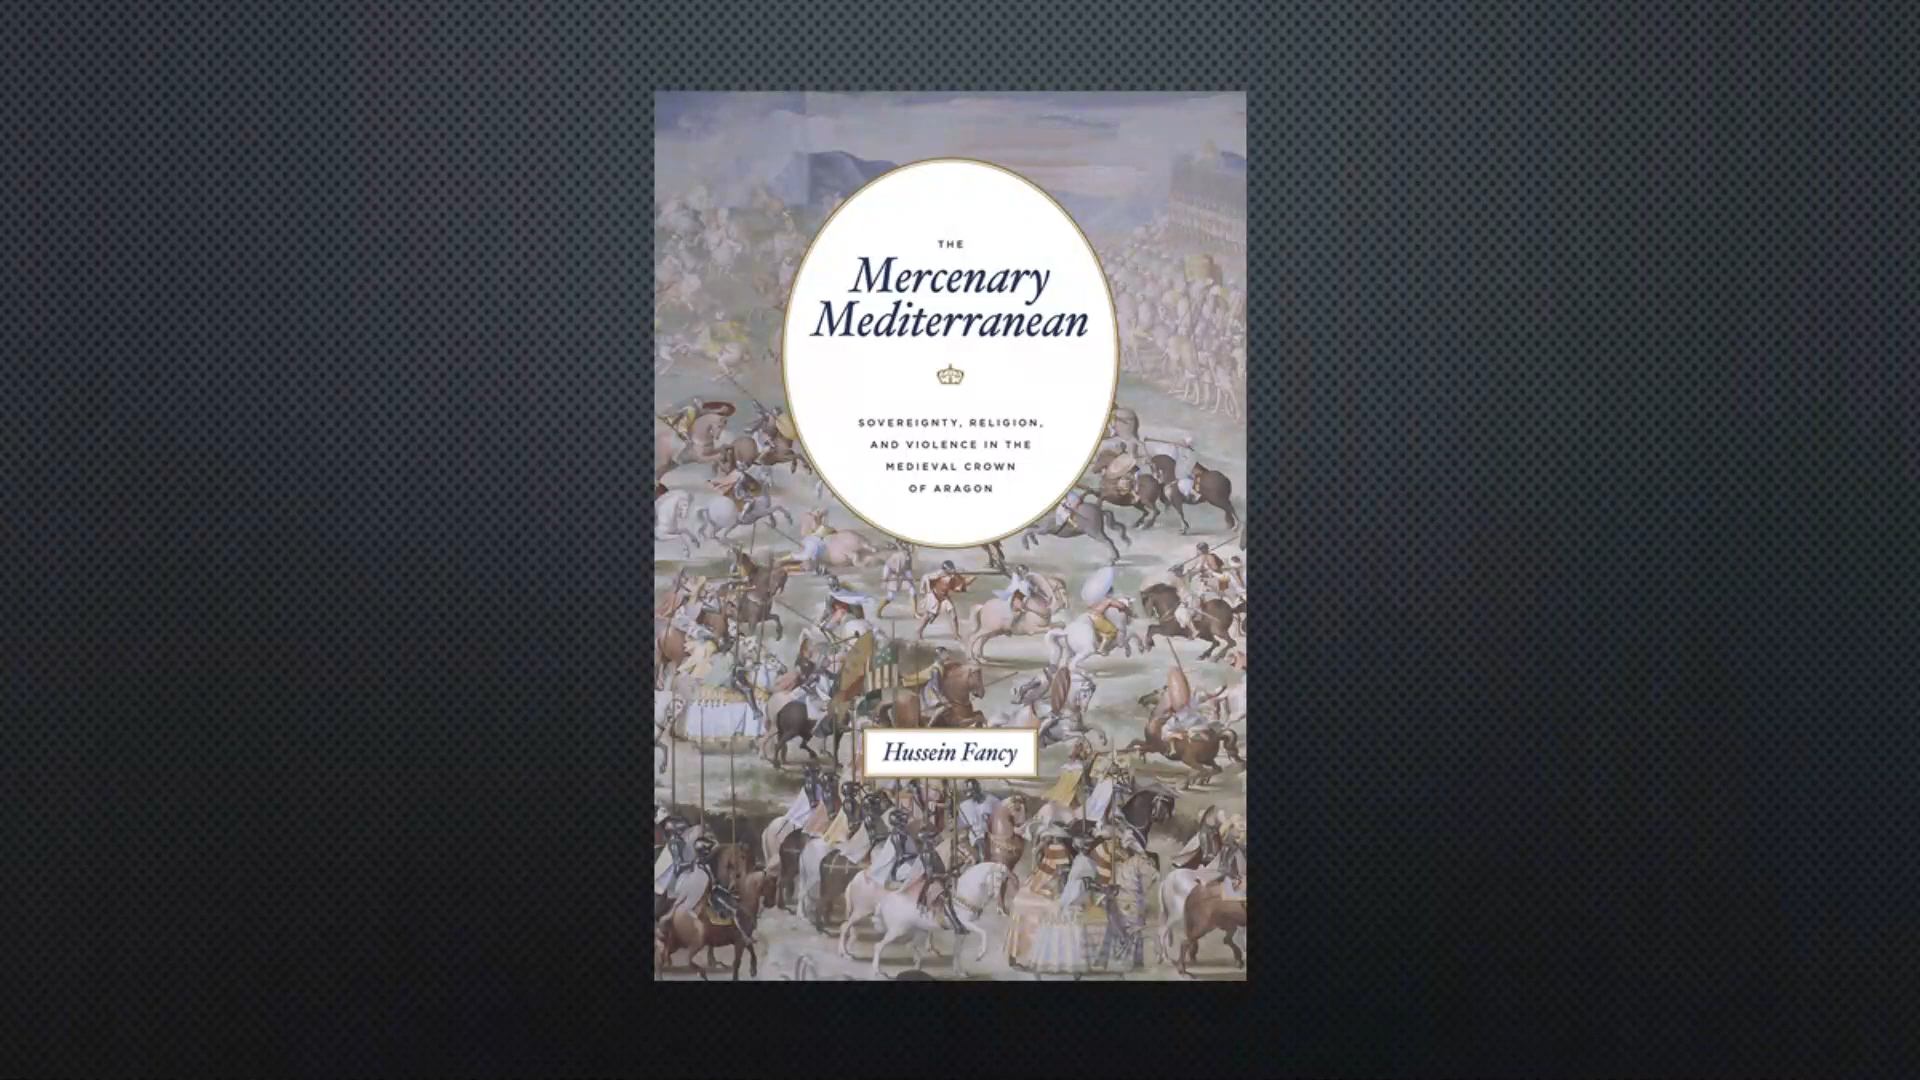 THE
Mercenary
Mediterranean
SOVEREIGNTY, RELIGION,
AND VIOLENCE IN THE
MEDIEVAL CROWN
OF ARAGON
Hussein Fancy